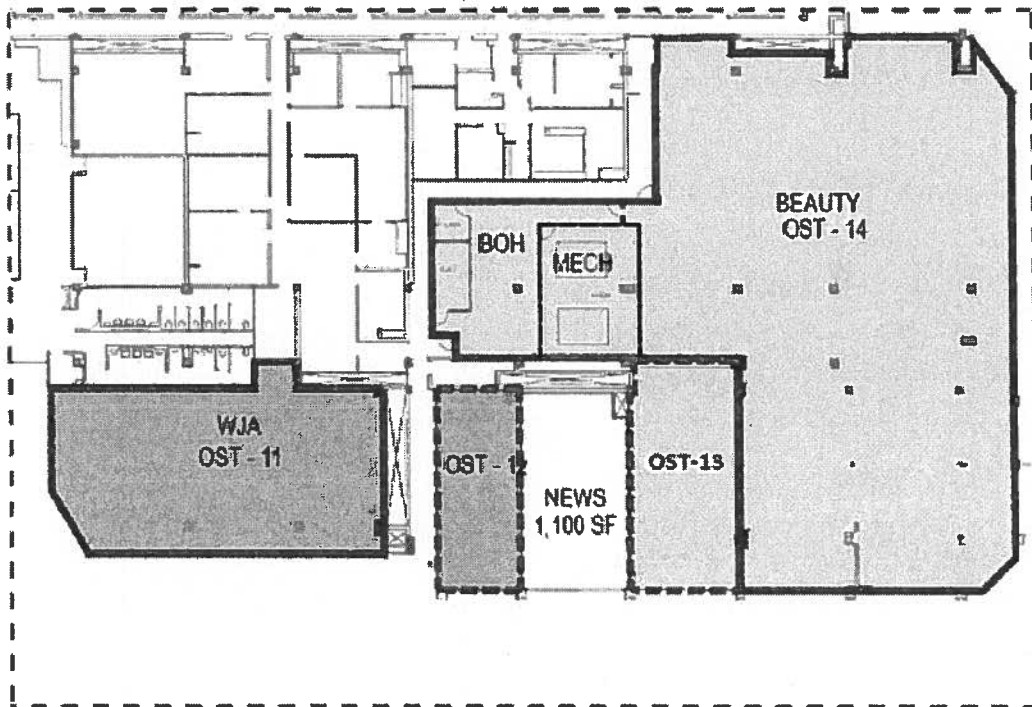 BEAUTY
OST - 14
BOH
MECH
WJA
OST - 11
OST - 12
OST-13
NEWS
1,100 SF